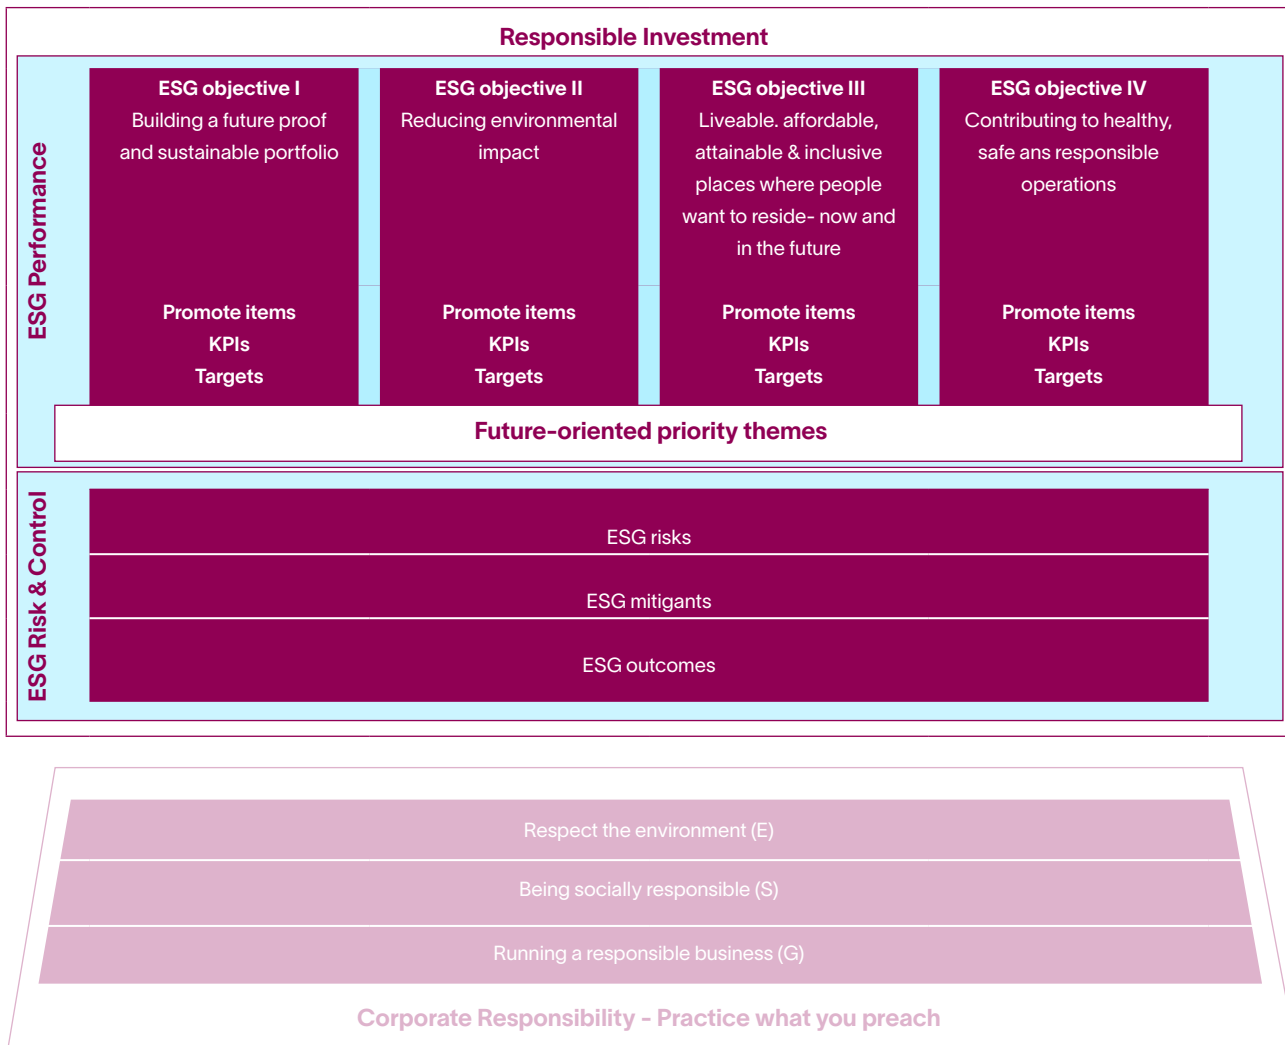 Responsible Investment
ESG Performance
ESG objective I
Building a future proof
and sustainable portfolio
Promote items
KPIs
Targets
ESG objective II
Reducing environmental
impact
Promote items
KPIs
Targets
ESG objective III
Liveable. affordable,
attainable & inclusive
places where people
want to reside- now and
in the future
Promote items
KPIs
Targets
ESG objective IV
Contributing to healthy,
safe ans responsible
operations
Promote items
KPIs
Targets
Future-oriented priority themes
ESG Risk & Control
ESG risks
ESG mitigants
ESG outcomes
Respect the environment (E)
Being socially responsible (S)
Running a responsible business (G)
Corporate Responsibility - Practice what you preach